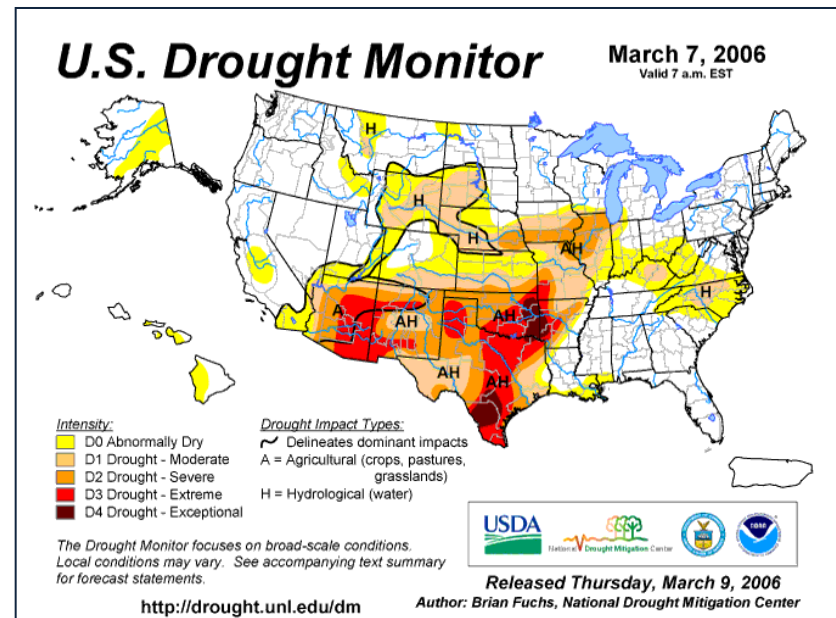 U.S. Drought Monitor
March 7, 2006
Valid 7 a.m. EST
H
H
H
AH
H
A
AH
AH
AH
AH
Intensity:
D0 Abnormally Dry
D1 Drought - Moderate
D2 Drought - Severe
D3 Drought - Extreme
D4 Drought - Exceptional
Drought Impact Types:
Delineates dominant impacts
A = Agricultural (crops, pastures,
grasslands)
H = Hydrological (water)
The Drought Monitor focuses on broad-scale conditions.
Local conditions may vary. See accompanying text summary
for forecast statements.
http://drought.unl.edu/dm
USDA
National Drought Mitigation Center
NOAA
Released Thursday, March 9, 2006
Author: Brian Fuchs, National Drought Mitigation Center